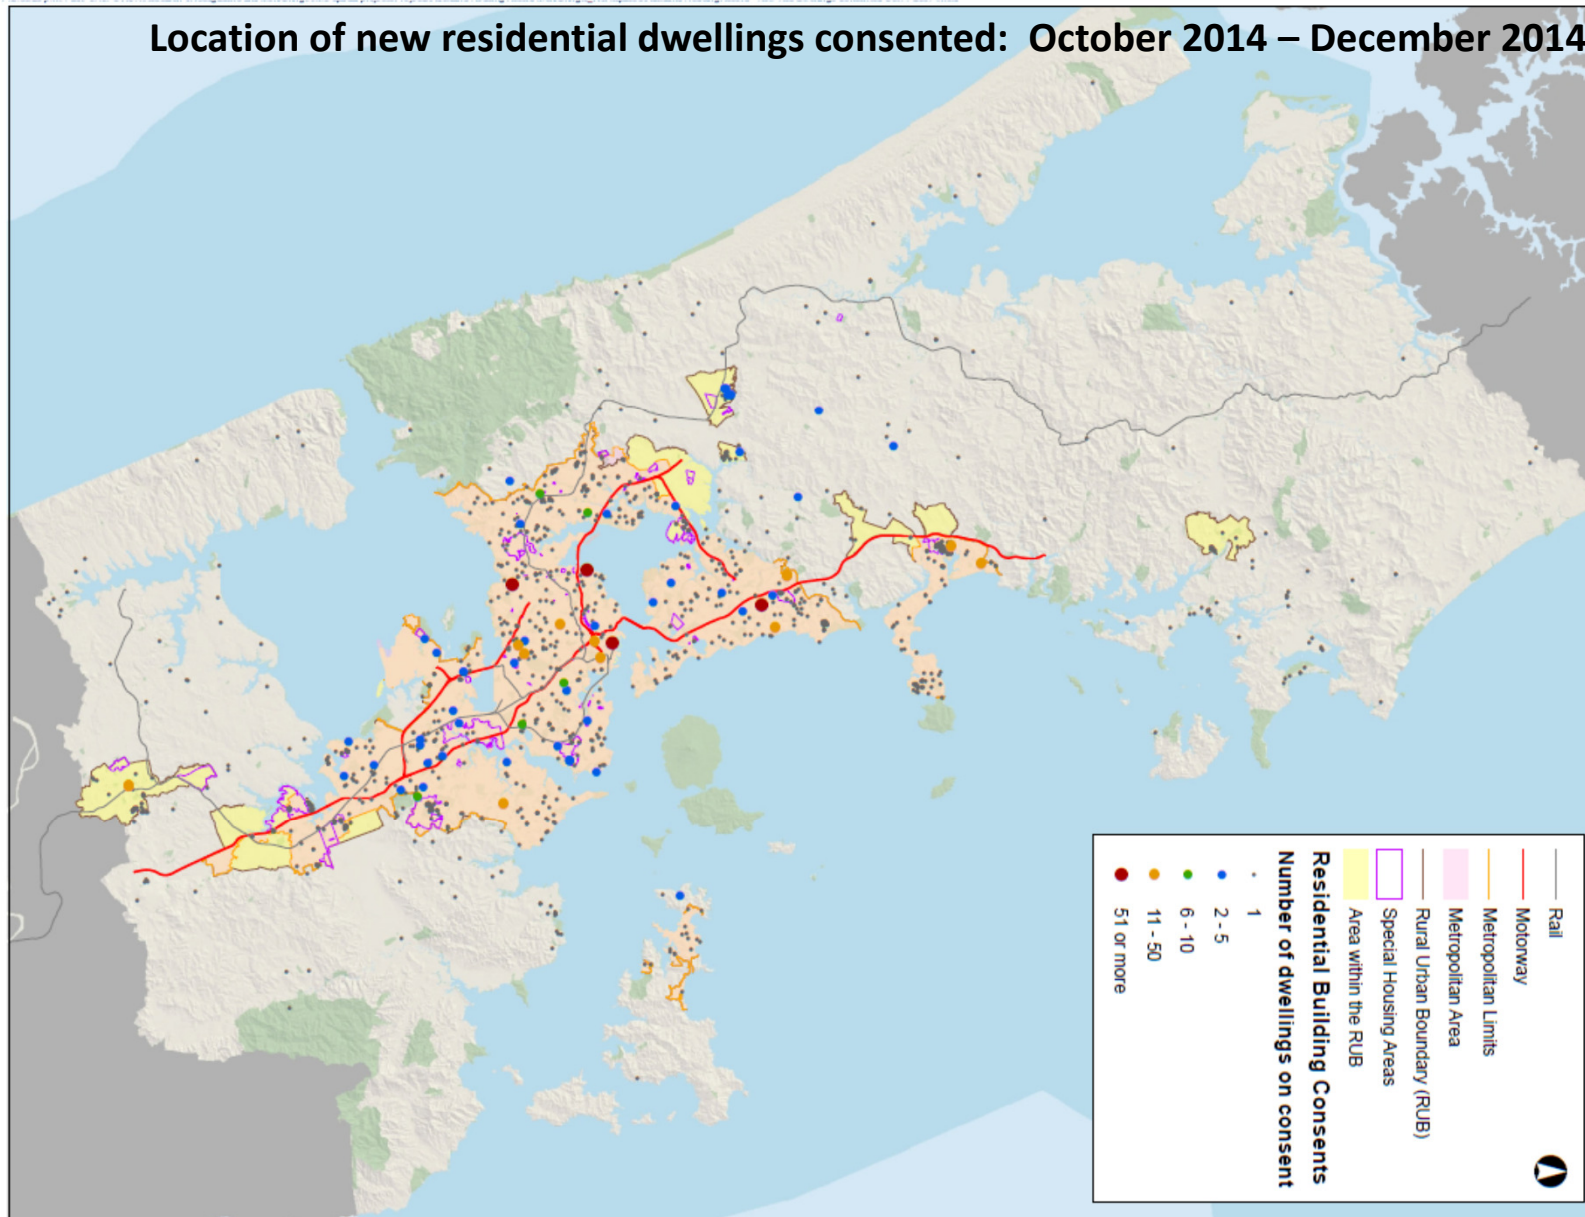 Location of new residential dwellings consented: October 2014 – December 2014
Rail
Motorway
Metropolitan Limits
Metropolitan Area
Rural Urban Boundary (RUB)
Special Housing Areas
Area within the RUB
Residential Building Consents
Number of dwellings on consent
1
2 - 5
6 - 10
11 - 50
51 or more